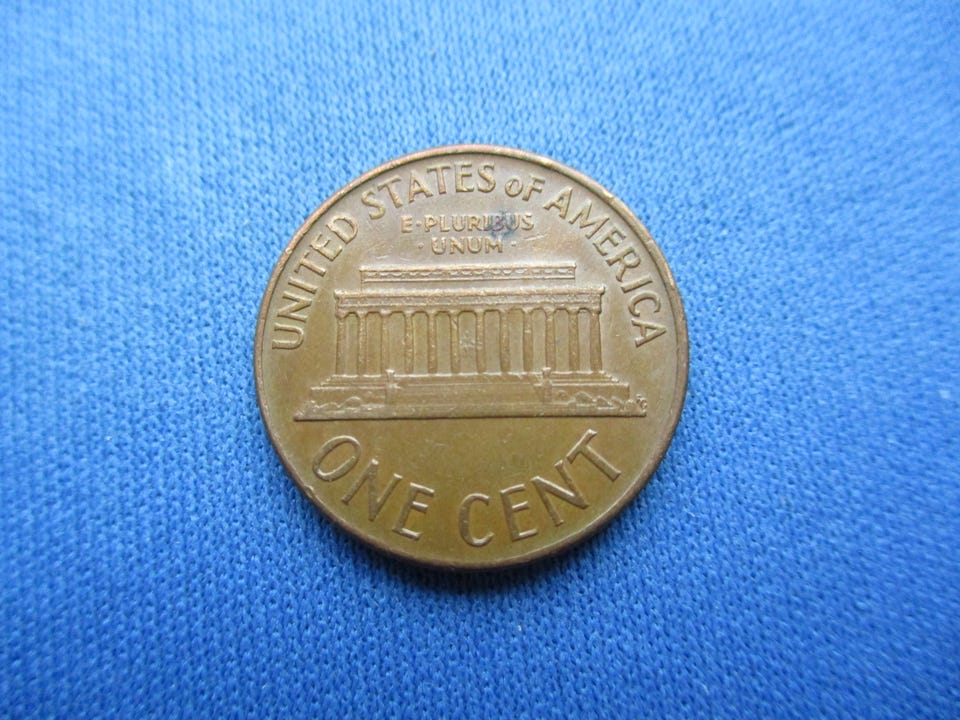 UNITED STATES OF AMERICA
E·PLURIBUS
·UNUM·
ONE CENT